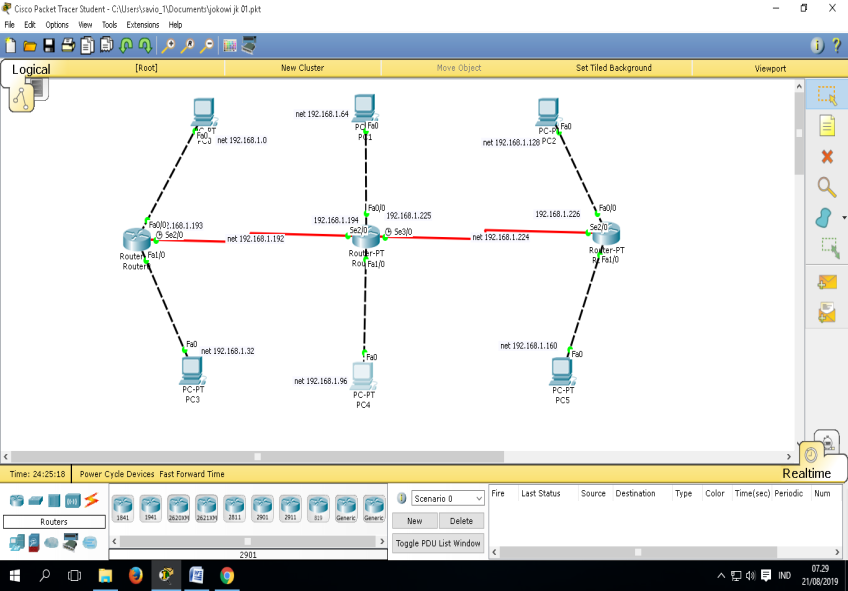 Cisco Packet Tracer Student - C:\Users\savio_1\Documents\jokowi jk 01.pkt
File Edit Options View Tools Extensions Help
Logical [Root] New Cluster Move Object Set Tiled Background Viewport
net 192.168.1.64
PC-PT
PC0
Fa0
net 192.168.1.0
PC1
Fa0
net 192.168.1.128
PC-PT
PC2
Fa0
Fa0/0
192.168.1.193
Se2/0
net 192.168.1.192
Router
Fa1/0
192.168.1.194
Fa0/0
192.168.1.225
Se2/0
Se3/0
Router-PT
Fa1/0
net 192.168.1.224
192.168.1.226
Fa0/0
Se2/0
Router-PT
Fa1/0
Fa0
net 192.168.1.32
PC-PT
PC3
Fa0
net 192.168.1.96
PC-PT
PC4
net 192.168.1.160
Fa0
PC-PT
PC5
Time: 24:25:18 Power Cycle Devices Fast Forward Time
Realtime
Routers
1841 1941 2620XM 2621XM 2811 2901 2911 819 Generic Generic
2901
Scenario 0
New Delete
Toggle PDU List Window
Fire Last Status Source Destination Type Color Time(sec) Periodic Num
IND
07.29
21/08/2019